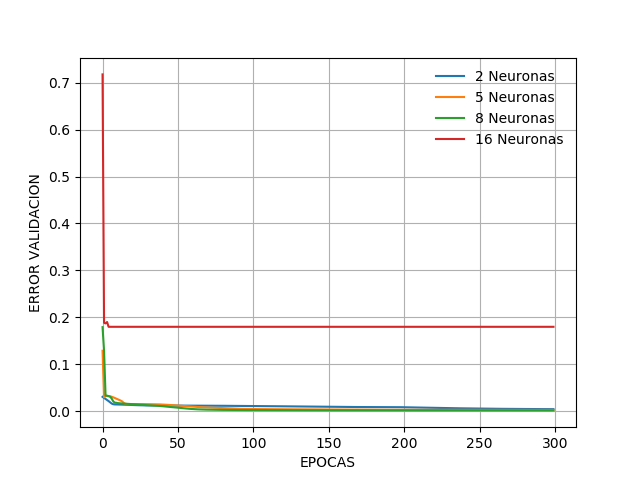 2 Neuronas
5 Neuronas
8 Neuronas
16 Neuronas
0.7
0.6
0.5
0.4
0.3
0.2
0.1
0.0
ERROR VALIDACION
0 50 100 150 200 250 300
EPOCAS